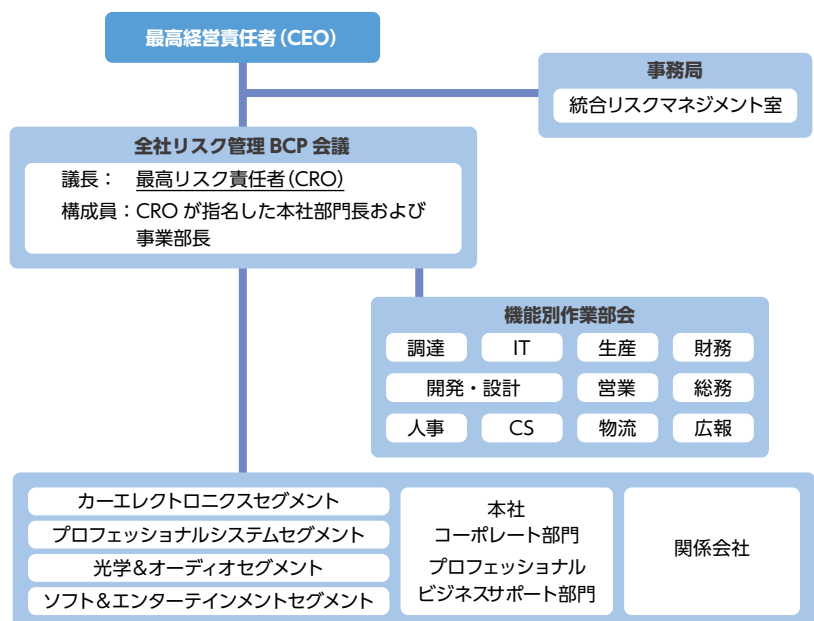 最高経営責任者(CEO)
事務局
統合リスクマネジメント室
全社リスク管理 BCP 会議
議長： 最高リスク責任者(CRO)
構成員：CRO が指名した本社部門長および
事業部長
機能別作業部会
調達 IT 生産 財務
開発・設計 営業 総務
人事 CS 物流 広報
カーエレクトロニクスセグメント
プロフェッショナルシステムセグメント
光学&オーディオセグメント
ソフト&エンターテインメントセグメント
本社
コーポレート部門
プロフェッショナル
ビジネスサポート部門
関係会社